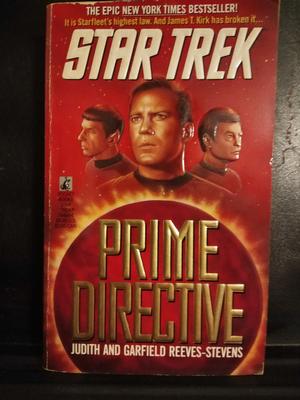 THE EPIC NEW YORK TIMES BESTSELLER!
It is Starfleet's highest law. And James T. Kirk has broken it...
STAR TREK
PRIME
DIRECTIVE
JUDITH AND GARFIELD REEVES-STEVENS